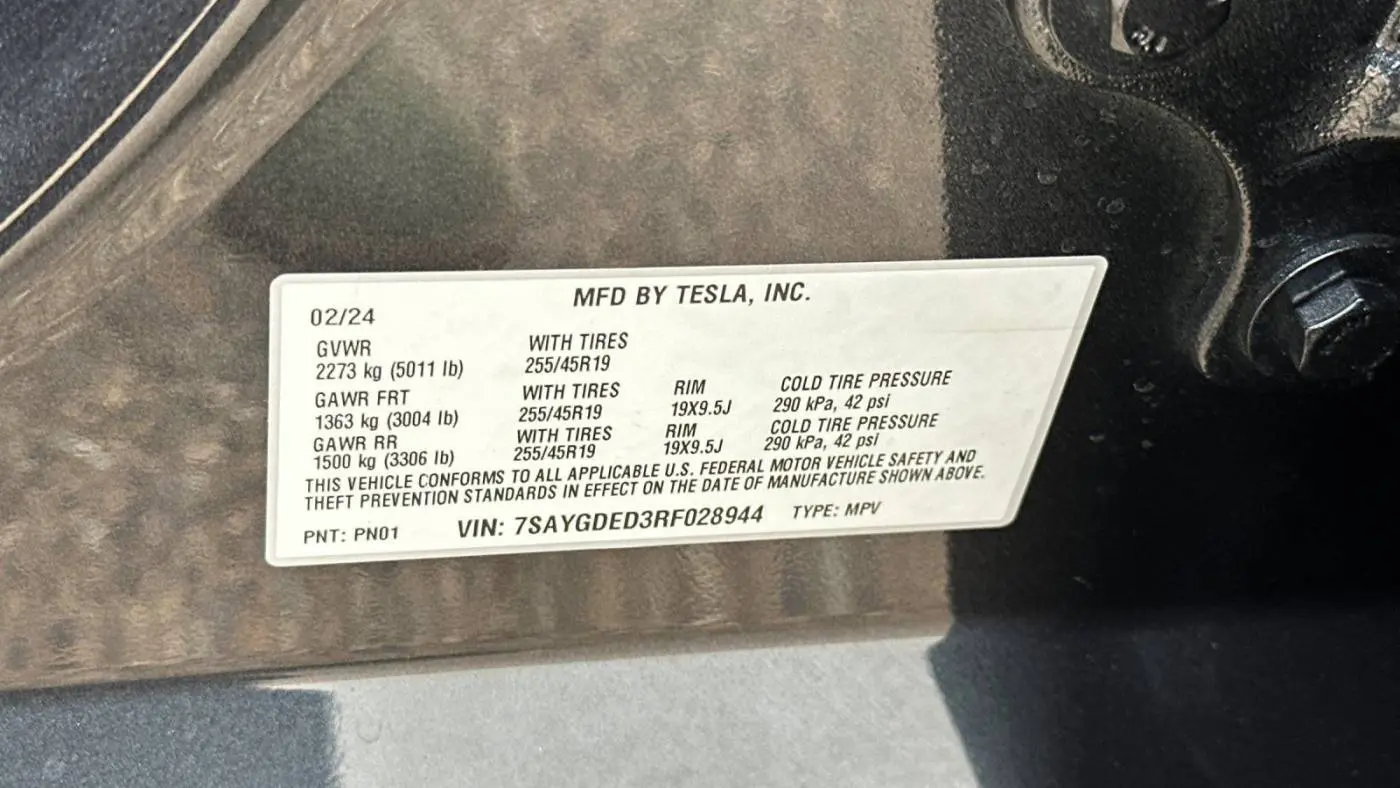 MFD BY TESLA, INC.
02/24
GVWR WITH TIRES
2273 kg (5011 lb) 255/45R19
GAWR FRT WITH TIRES RIM COLD TIRE PRESSURE
1363 kg (3004 lb) 255/45R19 19X9.5J 290 kPa, 42 psi
GAWR RR WITH TIRES RIM COLD TIRE PRESSURE
1500 kg (3306 lb) 255/45R19 19X9.5J 290 kPa, 42 psi
THIS VEHICLE CONFORMS TO ALL APPLICABLE U.S. FEDERAL MOTOR VEHICLE SAFETY AND
THEFT PREVENTION STANDARDS IN EFFECT ON THE DATE OF MANUFACTURE SHOWN ABOVE.
PNT: PN01 VIN: 7SAYGDED3RF028944 TYPE: MPV